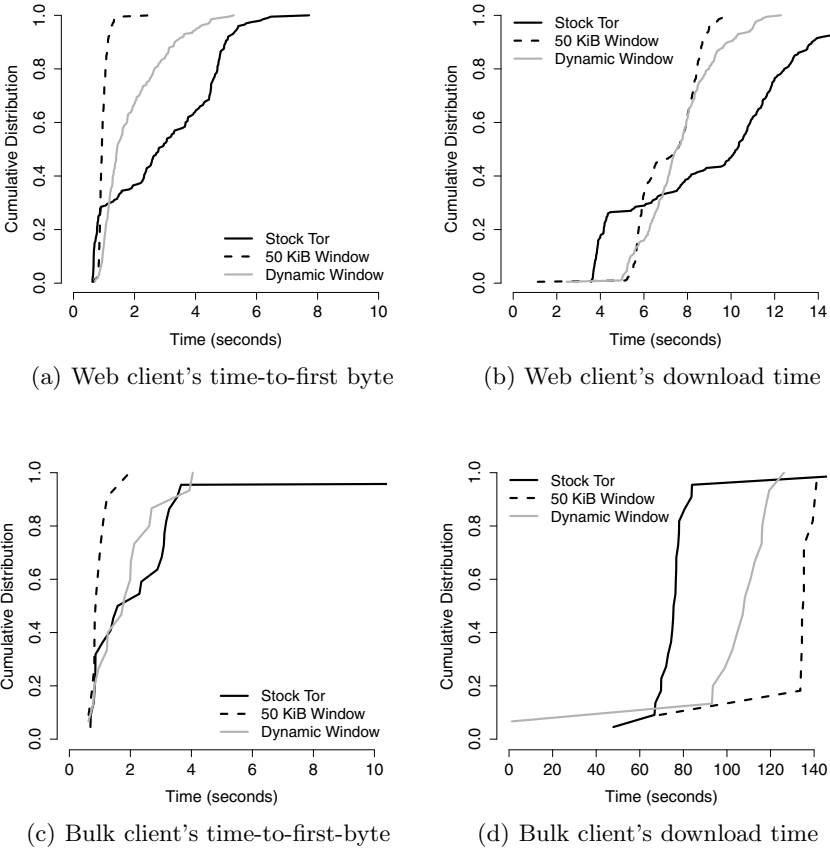 Cumulative Distribution
0.0 0.2 0.4 0.6 0.8 1.0
Stock Tor
50 KiB Window
Dynamic Window
0 2 4 6 8 10
Time (seconds)
(a) Web client's time-to-first byte
Cumulative Distribution
0.0 0.2 0.4 0.6 0.8 1.0
Stock Tor
50 KiB Window
Dynamic Window
0 2 4 6 8 10 12 14
Time (seconds)
(b) Web client's download time
Cumulative Distribution
0.0 0.2 0.4 0.6 0.8 1.0
Stock Tor
50 KiB Window
Dynamic Window
0 2 4 6 8 10
Time (seconds)
(c) Bulk client's time-to-first-byte
Cumulative Distribution
0.0 0.2 0.4 0.6 0.8 1.0
Stock Tor
50 KiB Window
Dynamic Window
0 20 40 60 80 100 120 140
Time (seconds)
(d) Bulk client's download time